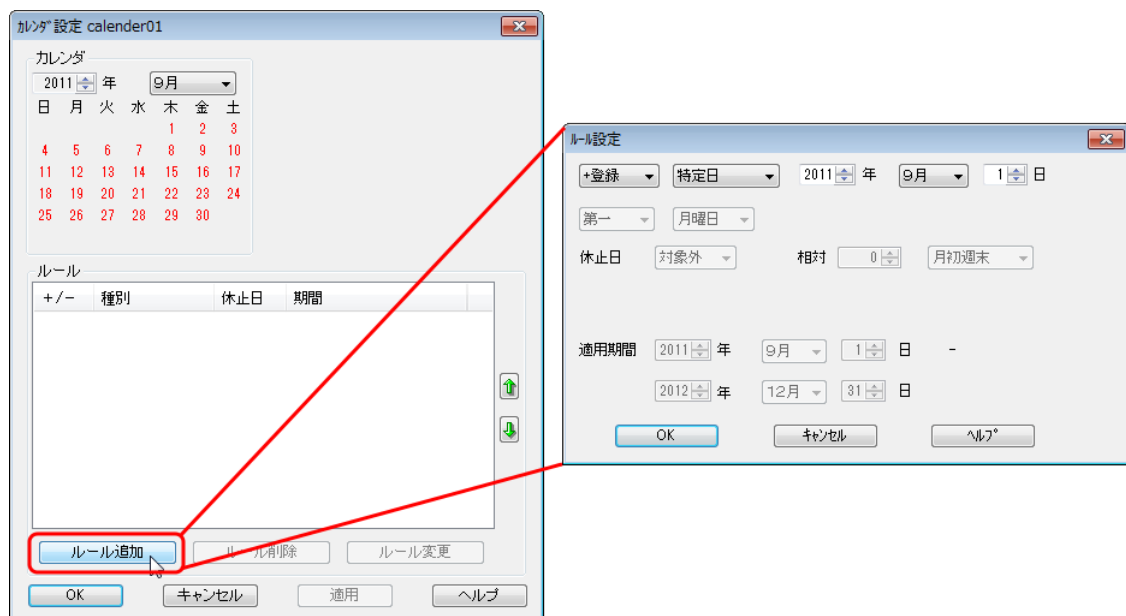 ｶﾚﾝﾀﾞ設定 calender01
カレンダ
2011 年 9月
日 月 火 水 木 金 土
1 2 3
4 5 6 7 8 9 10
11 12 13 14 15 16 17
18 19 20 21 22 23 24
25 26 27 28 29 30
ルール
+/- 種別 休止日 期間
ルール追加 ルール削除 ルール変更
OK キャンセル 適用 ヘルプ
ﾙｰﾙ設定
+登録 特定日 2011 年 9月 1 日
第一 月曜日
休止日 対象外 相対 0 月初週末
適用期間 2011 年 9月 1 日 -
2012 年 12月 31 日
OK ｷｬﾝｾﾙ ﾍﾙﾌﾟ